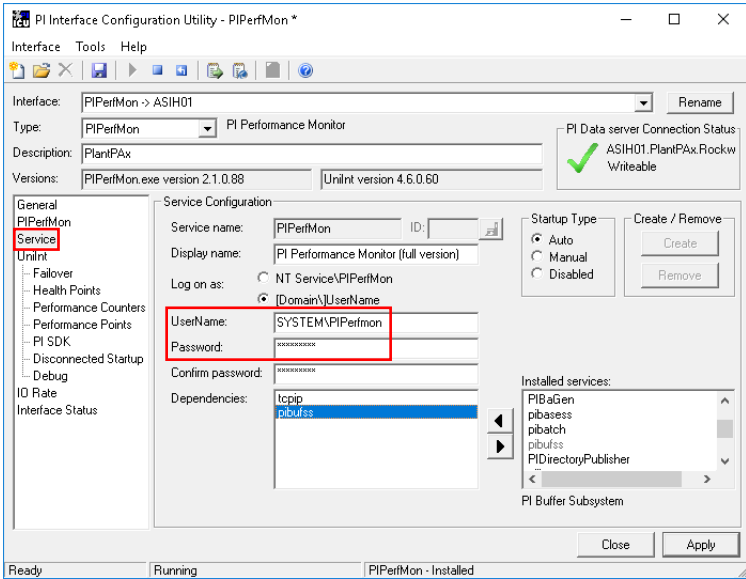 PI Interface Configuration Utility - PIPerfMon *
Interface Tools Help
Interface: PIPerfMon -> ASIH01 Rename
Type: PIPerfMon PI Performance Monitor
Description: PlantPAx
Versions: PIPerfMon.exe version 2.1.0.88 UniInt version 4.6.0.60
PI Data server Connection Status
ASIH01.PlantPAx.Rockw
Writeable
General
PIPerfMon
Service
UniInt
Failover
Health Points
Performance Counters
Performance Points
PI SDK
Disconnected Startup
Debug
IO Rate
Interface Status
Service Configuration
Service name: PIPerfMon ID:
Display name: PI Performance Monitor (full version)
Log on as: NT Service\PIPerfMon
[Domain\]UserName
UserName: SYSTEM\PIPerfmon
Password: xxxxxxxxx
Confirm password: xxxxxxxxx
Dependencies: tcpip
pibufss
Startup Type
Auto
Manual
Disabled
Create / Remove
Create
Remove
Installed services:
PIBaGen
pibasess
pibatch
pibufss
PIDirectoryPublisher
PI Buffer Subsystem
Close Apply
Ready Running PIPerfMon - Installed